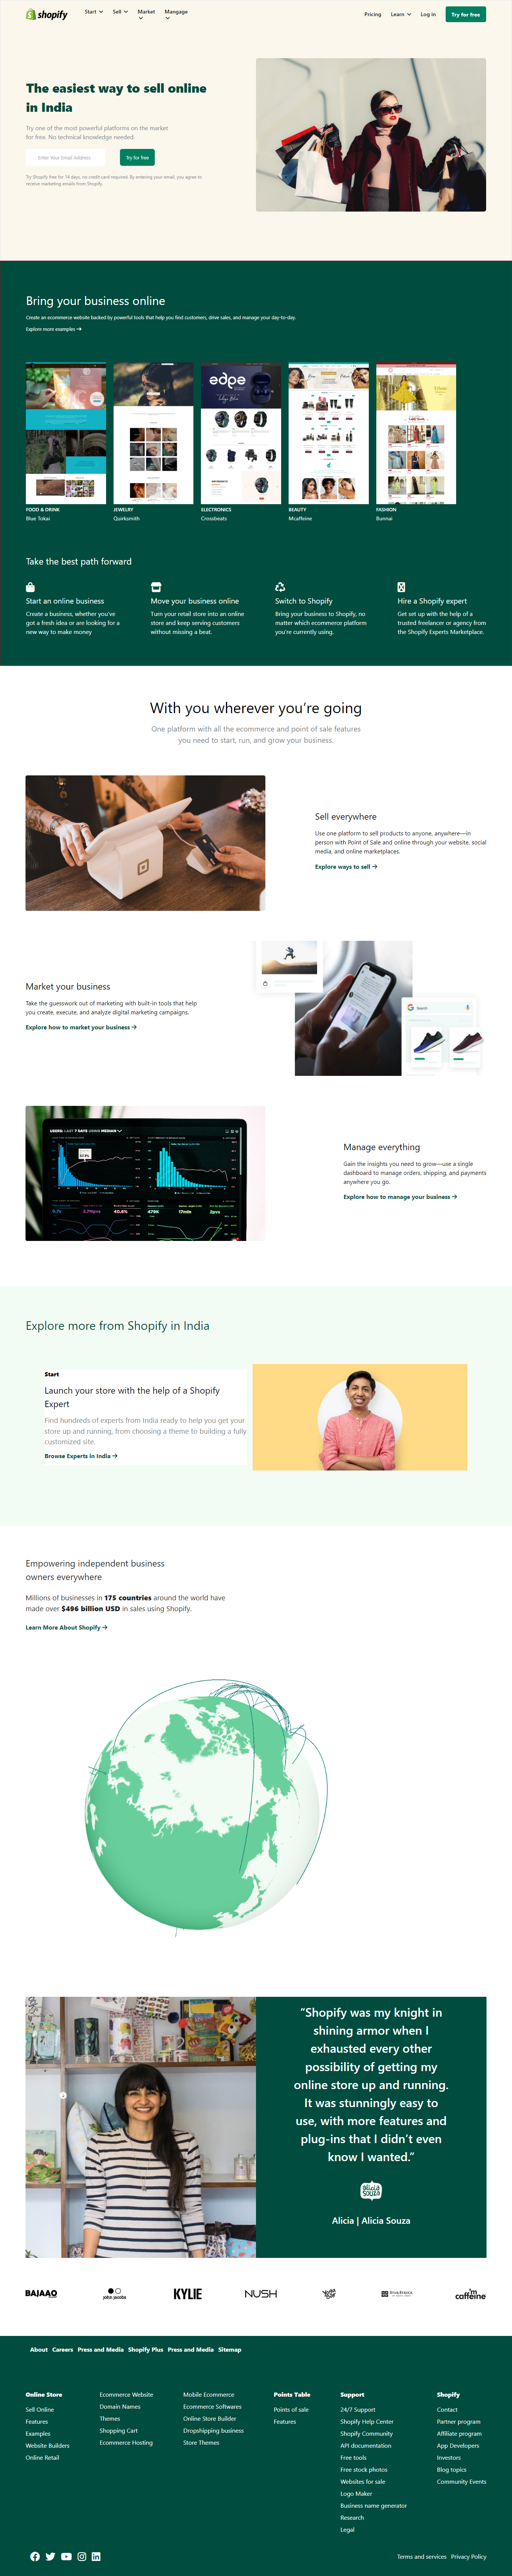 shopify
Start
Sell
Market
Mangage
Pricing
Learn
Log in
Try for free
The easiest way to sell online
in India
Try one of the most powerful platforms on the market
for free. No technical knowledge needed.
Enter Your Email Address
Try for free
Try Shopify free for 14 days, no credit card required. By entering your email, you agree to
receive marketing emails from Shopify.
Bring your business online
Create an ecommerce website backed by powerful tools that help you find customers, drive sales, and manage your day-to-day.
Explore more examples →
edge
FOOD & DRINK
Blue Tokai
JEWELRY
Quirksmith
ELECTRONICS
Crossbeats
BEAUTY
Mcaffeine
FASHION
Bunnai
Take the best path forward
Start an online business
Create a business, whether you've
got a fresh idea or are looking for a
new way to make money
Move your business online
Turn your retail store into an online
store and keep serving customers
without missing a beat.
Switch to Shopify
Bring your business to Shopify, no
matter which ecommerce platform
you're currently using.
Hire a Shopify expert
Get set up with the help of a
trusted freelancer or agency from
the Shopify Experts Marketplace.
With you wherever you're going
One platform with all the ecommerce and point of sale features
you need to start, run, and grow your business.
Sell everywhere
Use one platform to sell products to anyone, anywhere—in
person with Point of Sale and online through your website, social
media, and online marketplaces.
Explore ways to sell →
Market your business
Take the guesswork out of marketing with built-in tools that help
you create, execute, and analyze digital marketing campaigns.
Explore how to market your business →
Search
USERS: LAST 7 DAYS USING MEDIAN
0.7s
2.7Mpvs
40.6%
479K
17min
2pvs
Manage everything
Gain the insights you need to grow—use a single
dashboard to manage orders, shipping, and payments
anywhere you go.
Explore how to manage your business →
Explore more from Shopify in India
Start
Launch your store with the help of a Shopify
Expert
Find hundreds of experts from India ready to help you get your
store up and running, from choosing a theme to building a fully
customized site.
Browse Experts in India →
Empowering independent business
owners everywhere
Millions of businesses in 175 countries around the world have
made over $496 billion USD in sales using Shopify.
Learn More About Shopify →
“Shopify was my knight in
shining armor when I
exhausted every other
possibility of getting my
online store up and running.
It was stunningly easy to
use, with more features and
plug-ins that I didn’t even
know I wanted.”
alicia
souza
Alicia | Alicia Souza
BAJAAO
john jacobs
KYLIE
NUSH
I'm
caffeine
About
Careers
Press and Media
Shopify Plus
Press and Media
Sitemap
Online Store
Sell Online
Features
Examples
Website Builders
Online Retail
Ecommerce Website
Domain Names
Themes
Shopping Cart
Ecommerce Hosting
Mobile Ecommerce
Ecommerce Softwares
Online Store Builder
Dropshipping business
Store Themes
Points Table
Points of sale
Features
Support
24/7 Support
Shopify Help Center
Shopify Community
API documentation
Free tools
Free stock photos
Websites for sale
Logo Maker
Business name generator
Research
Legal
Shopify
Contact
Partner program
Affiliate program
App Developers
Investors
Blog topics
Community Events
Terms and services
Privacy Policy